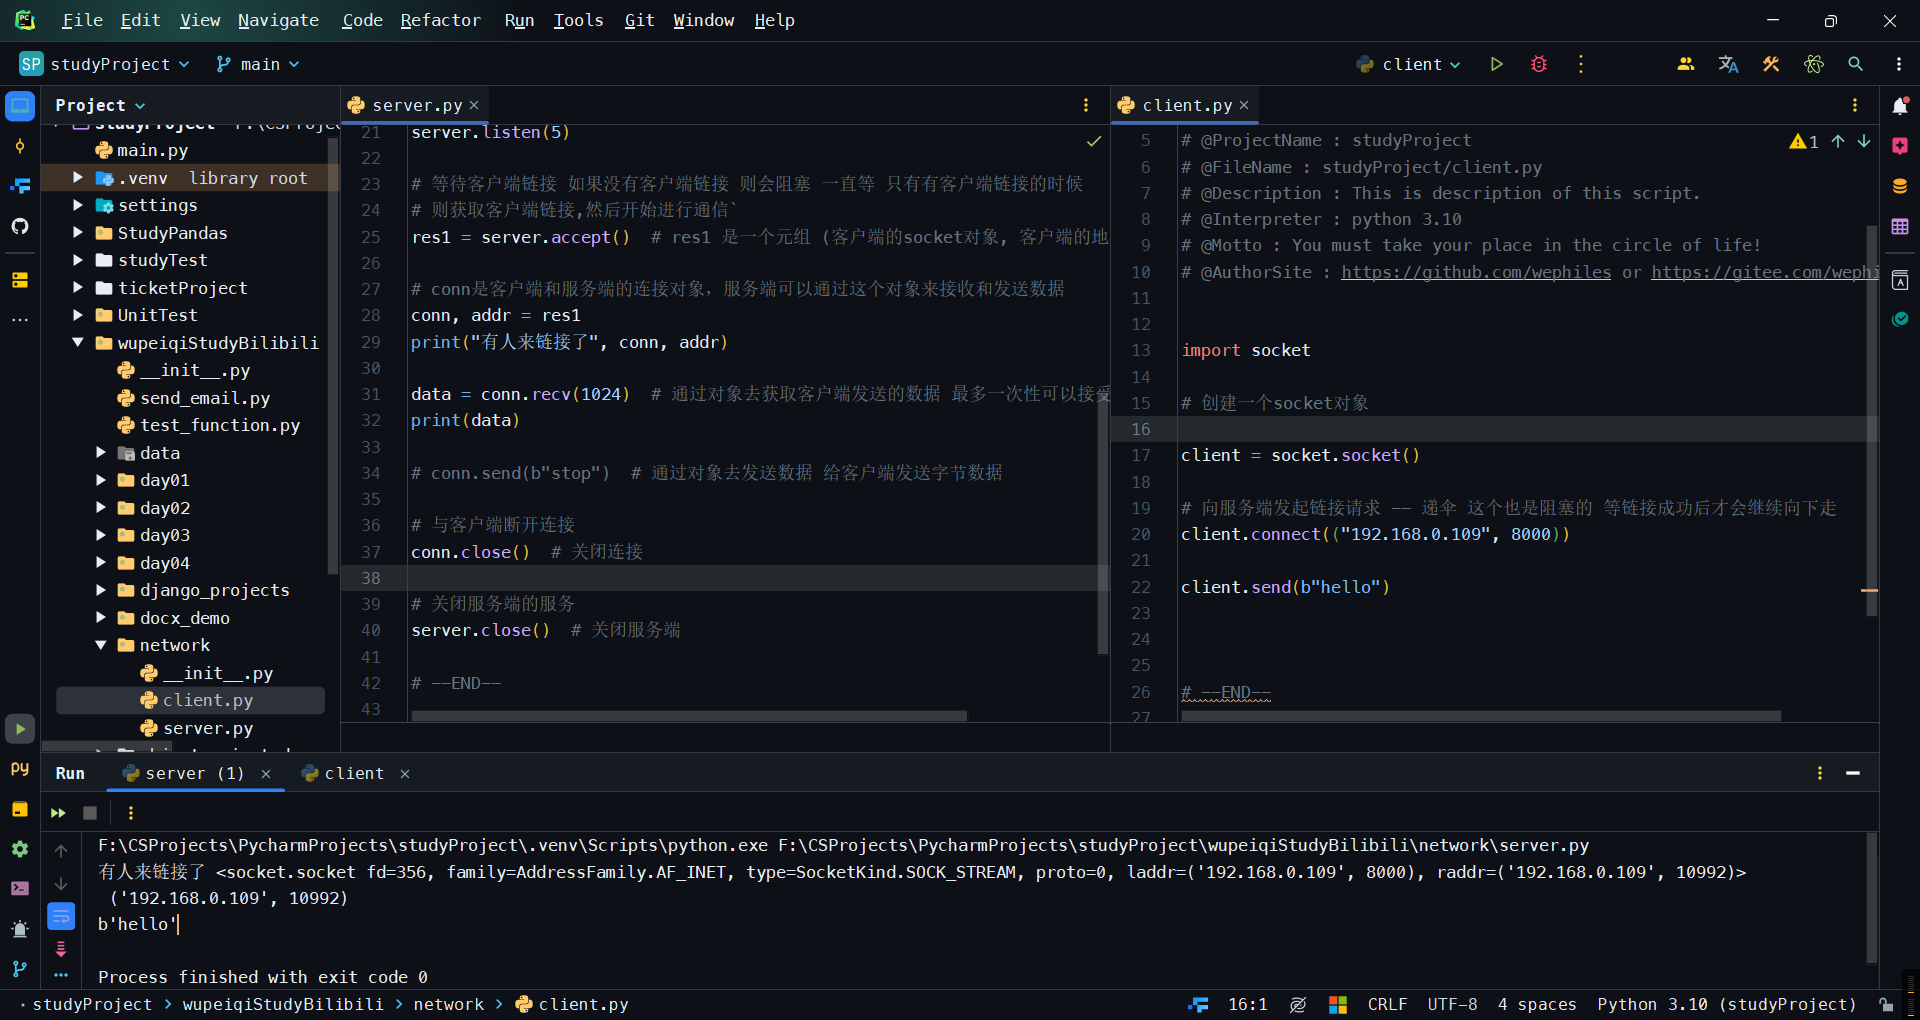 File Edit View Navigate Code Refactor Run Tools Git Window Help
SP studyProject main client
Project
main.py
.venv library root
settings
StudyPandas
studyTest
ticketProject
UnitTest
wupeiqiStudyBilibili
__init__.py
send_email.py
test_function.py
data
day01
day02
day03
day04
django_projects
docx_demo
network
__init__.py
client.py
server.py
server.py
21 server.listen(5)
22
23 # 等待客户端链接 如果没有客户端链接 则会阻塞 一直等 只有有客户端链接的时候
24 # 则获取客户端链接,然后开始进行通信`
25 res1 = server.accept()  # res1 是一个元组 (客户端的socket对象, 客户端的地
26
27 # conn是客户端和服务端的连接对象，服务端可以通过这个对象来接收和发送数据
28 conn, addr = res1
29 print("有人来链接了", conn, addr)
30
31 data = conn.recv(1024)  # 通过对象去获取客户端发送的数据 最多一次性可以接受
32 print(data)
33
34 # conn.send(b"stop")  # 通过对象去发送数据 给客户端发送字节数据
35
36 # 与客户端断开连接
37 conn.close()  # 关闭连接
38
39 # 关闭服务端的服务
40 server.close()  # 关闭服务端
41
42 # --END--
43
client.py
1
5 # @ProjectName : studyProject
6 # @FileName : studyProject/client.py
7 # @Description : This is description of this script.
8 # @Interpreter : python 3.10
9 # @Motto : You must take your place in the circle of life!
10 # @AuthorSite : https://github.com/wephiles or https://gitee.com/wephi
11
12
13 import socket
14
15 # 创建一个socket对象
16
17 client = socket.socket()
18
19 # 向服务端发起链接请求 -- 递伞 这个也是阻塞的 等链接成功后才会继续向下走
20 client.connect(("192.168.0.109", 8000))
21
22 client.send(b"hello")
23
24
25
26 # --END--
27
Run server (1) client
F:\CSProjects\PycharmProjects\studyProject\.venv\Scripts\python.exe F:\CSProjects\PycharmProjects\studyProject\wupeiqiStudyBilibili\network\server.py
有人来链接了 <socket.socket fd=356, family=AddressFamily.AF_INET, type=SocketKind.SOCK_STREAM, proto=0, laddr=('192.168.0.109', 8000), raddr=('192.168.0.109', 10992)>
('192.168.0.109', 10992)
b'hello'
Process finished with exit code 0
studyProject > wupeiqiStudyBilibili > network > client.py
16:1 CRLF UTF-8 4 spaces Python 3.10 (studyProject)